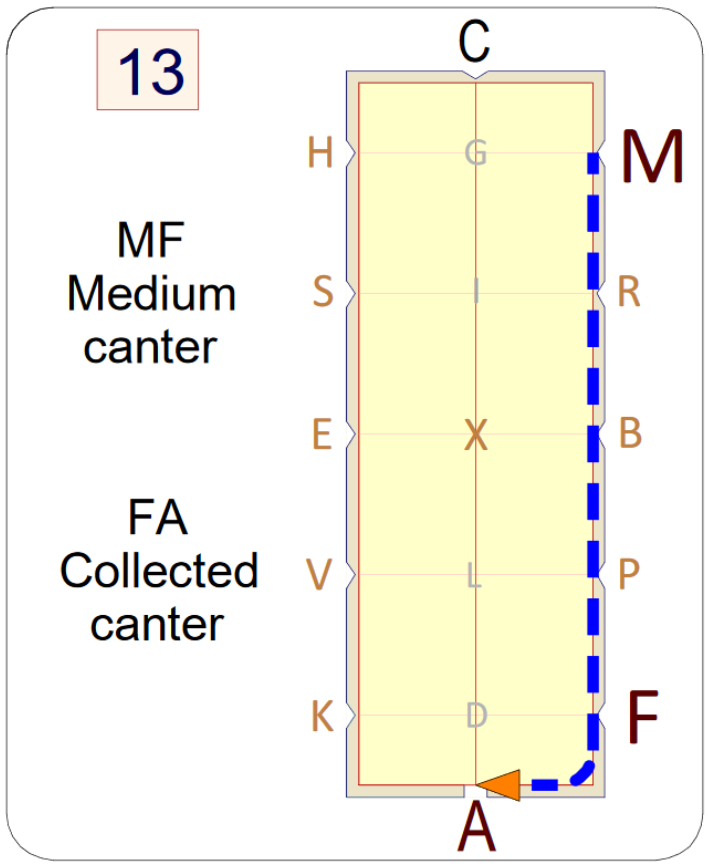 13
C
H G M
MF
Medium
canter
S I R
E X B
FA
Collected
canter
V L P
K D F
A